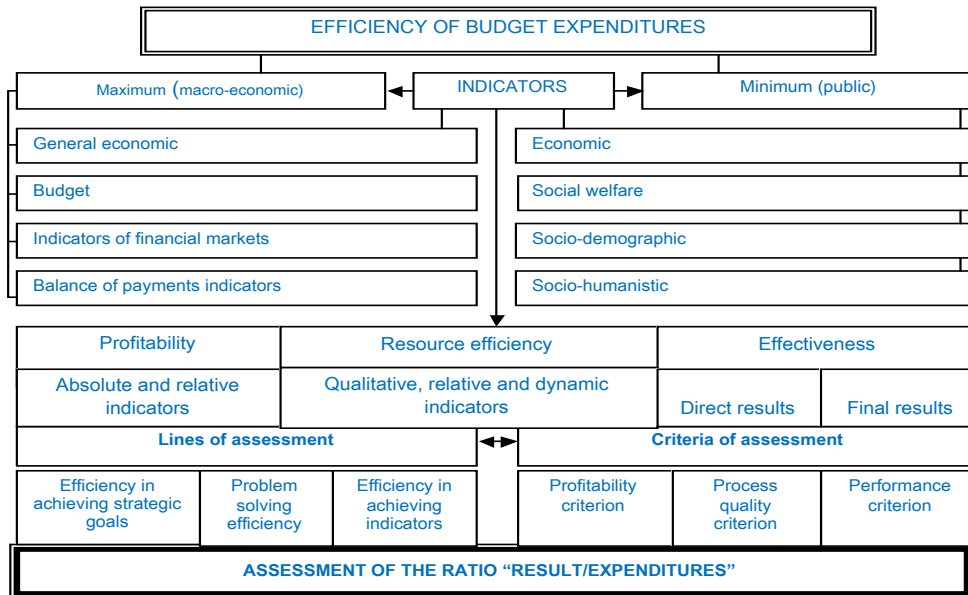 EFFICIENCY OF BUDGET EXPENDITURES
Maximum (macro-economic)
INDICATORS
Minimum (public)
General economic
Economic
Budget
Social welfare
Indicators of financial markets
Socio-demographic
Balance of payments indicators
Socio-humanistic
Profitability
Resource efficiency
Effectiveness
Absolute and relative
indicators
Qualitative, relative and dynamic
indicators
Direct results
Final results
Lines of assessment
Criteria of assessment
Efficiency in
achieving strategic
goals
Problem
solving
efficiency
Efficiency in
achieving
indicators
Profitability
criterion
Process
quality
criterion
Performance
criterion
ASSESSMENT OF THE RATIO “RESULT/EXPENDITURES”